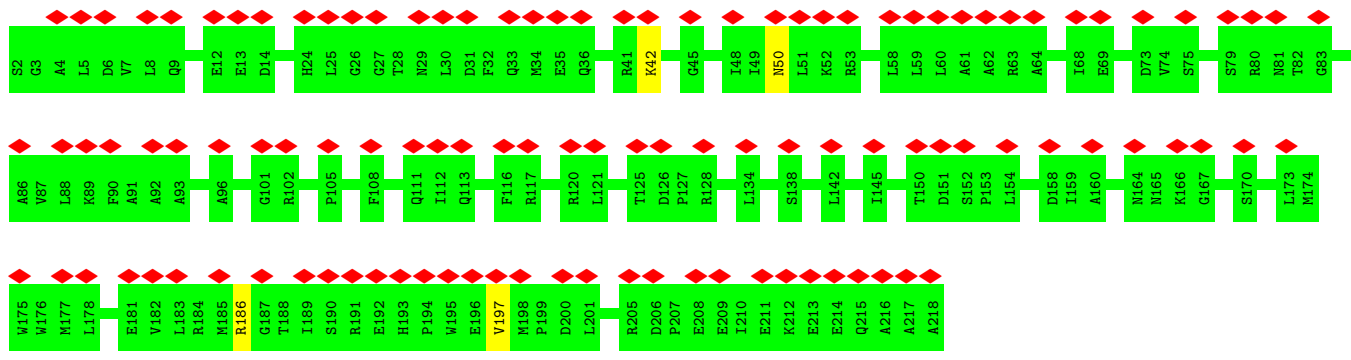 S2 G3 A4 L5 D6 V7 L8 Q9 E12 E13 D14 H24 L25 G26 G27 T28 N29 L30 D31 F32 Q33 M34 E35 Q36 R41 K42 G45 I48 I49 N50 L51 K52 R53 L58 L59 L60 A61 A62 R63 A64 I68 E69 D73 V74 S75 S79 R80 N81 T82 G83
A86 V87 L88 K89 F90 A91 A92 A93 A96 G101 R102 P105 F108 Q111 I112 Q113 F116 R117 R120 L121 T125 D126 P127 R128 L134 S138 L142 I145 T150 D151 S152 P153 L154 D158 I159 A160 N164 N165 K166 G167 S170 L173 M174
W175 W176 M177 L178 E181 V182 L183 R184 M185 R186 G187 T188 I189 S190 R191 E192 H193 P194 W195 E196 V197 M198 P199 D200 L201 R205 D206 P207 E208 E209 I210 E211 K212 E213 E214 Q215 A216 A217 A218